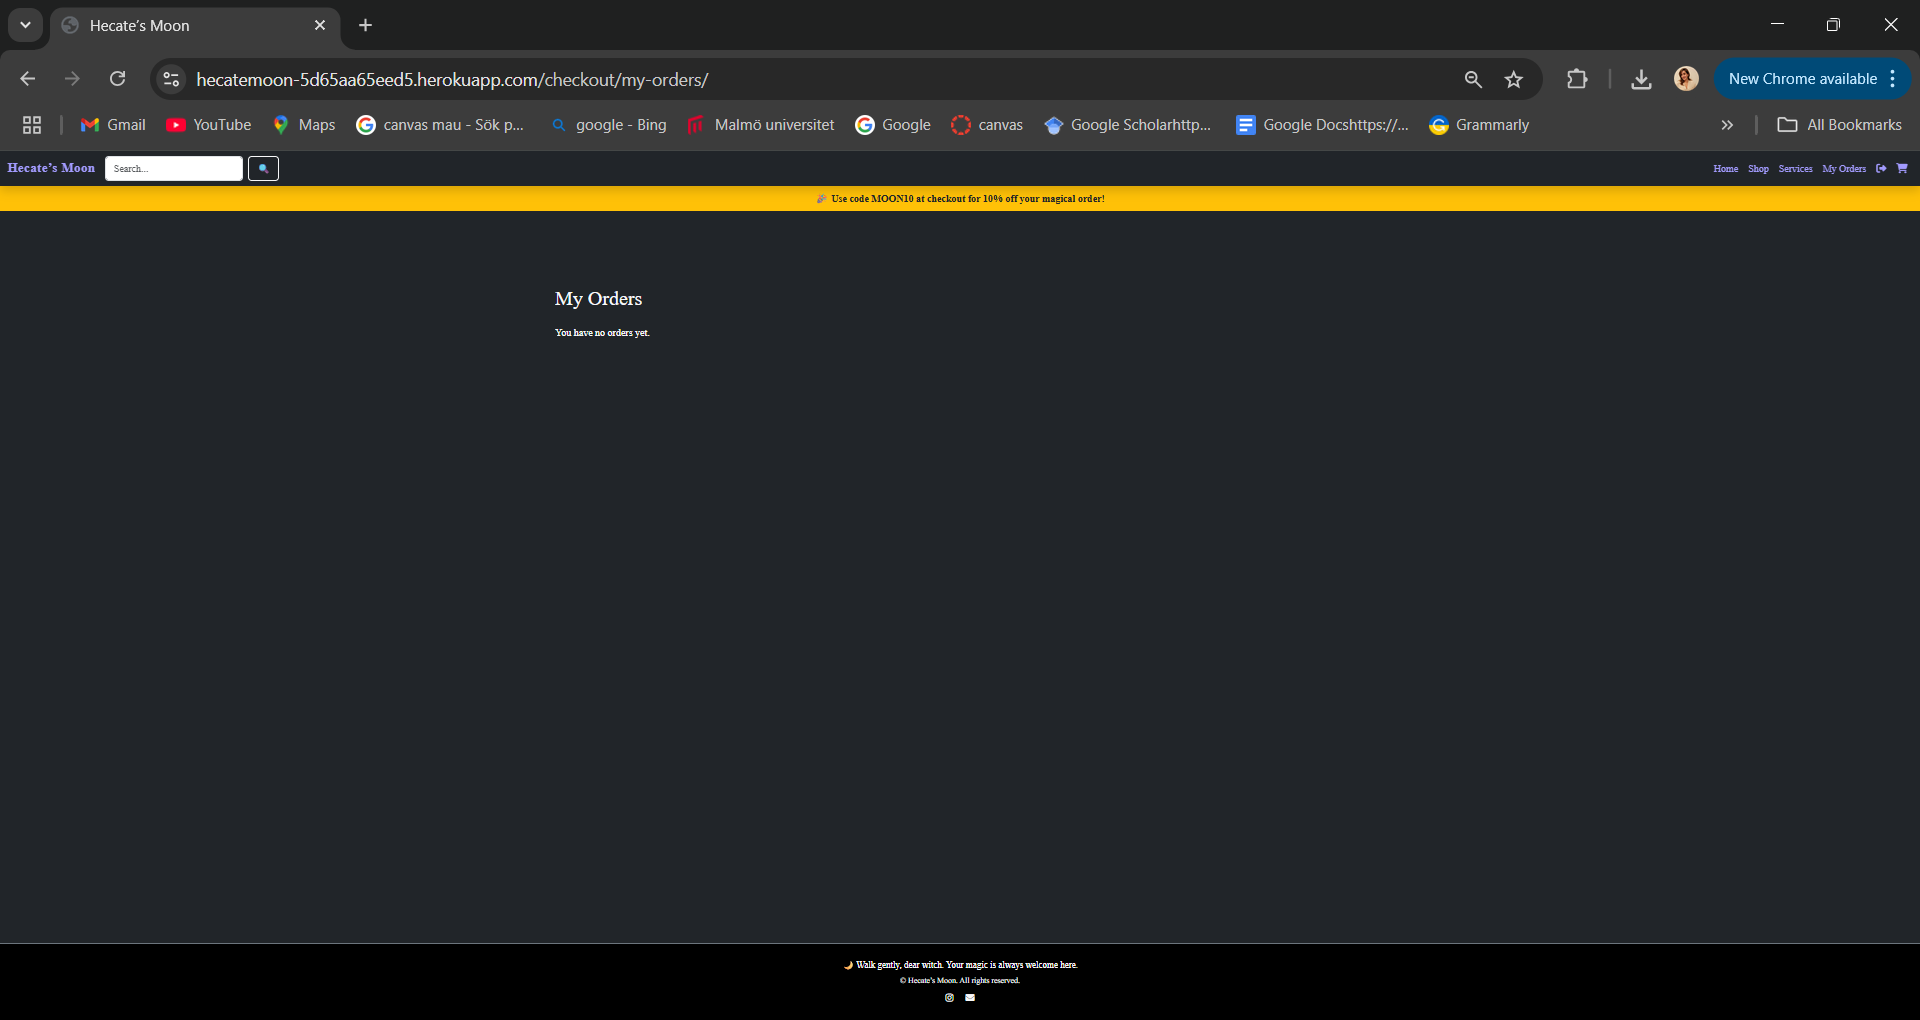 Hecate's Moon
hecatemoon-5d65aa65eed5.herokuapp.com/checkout/my-orders/
New Chrome available
Gmail YouTube Maps canvas mau - Sök p... google - Bing Malmö universitet Google canvas Google Scholarhttp... Google Docshttps://... Grammarly » All Bookmarks
Hecate's Moon Search... Home Shop Services My Orders
🎉 Use code MOON10 at checkout for 10% off your magical order!
My Orders
You have no orders yet.
🌙 Walk gently, dear witch. Your magic is always welcome here.
© Hecate's Moon. All rights reserved.